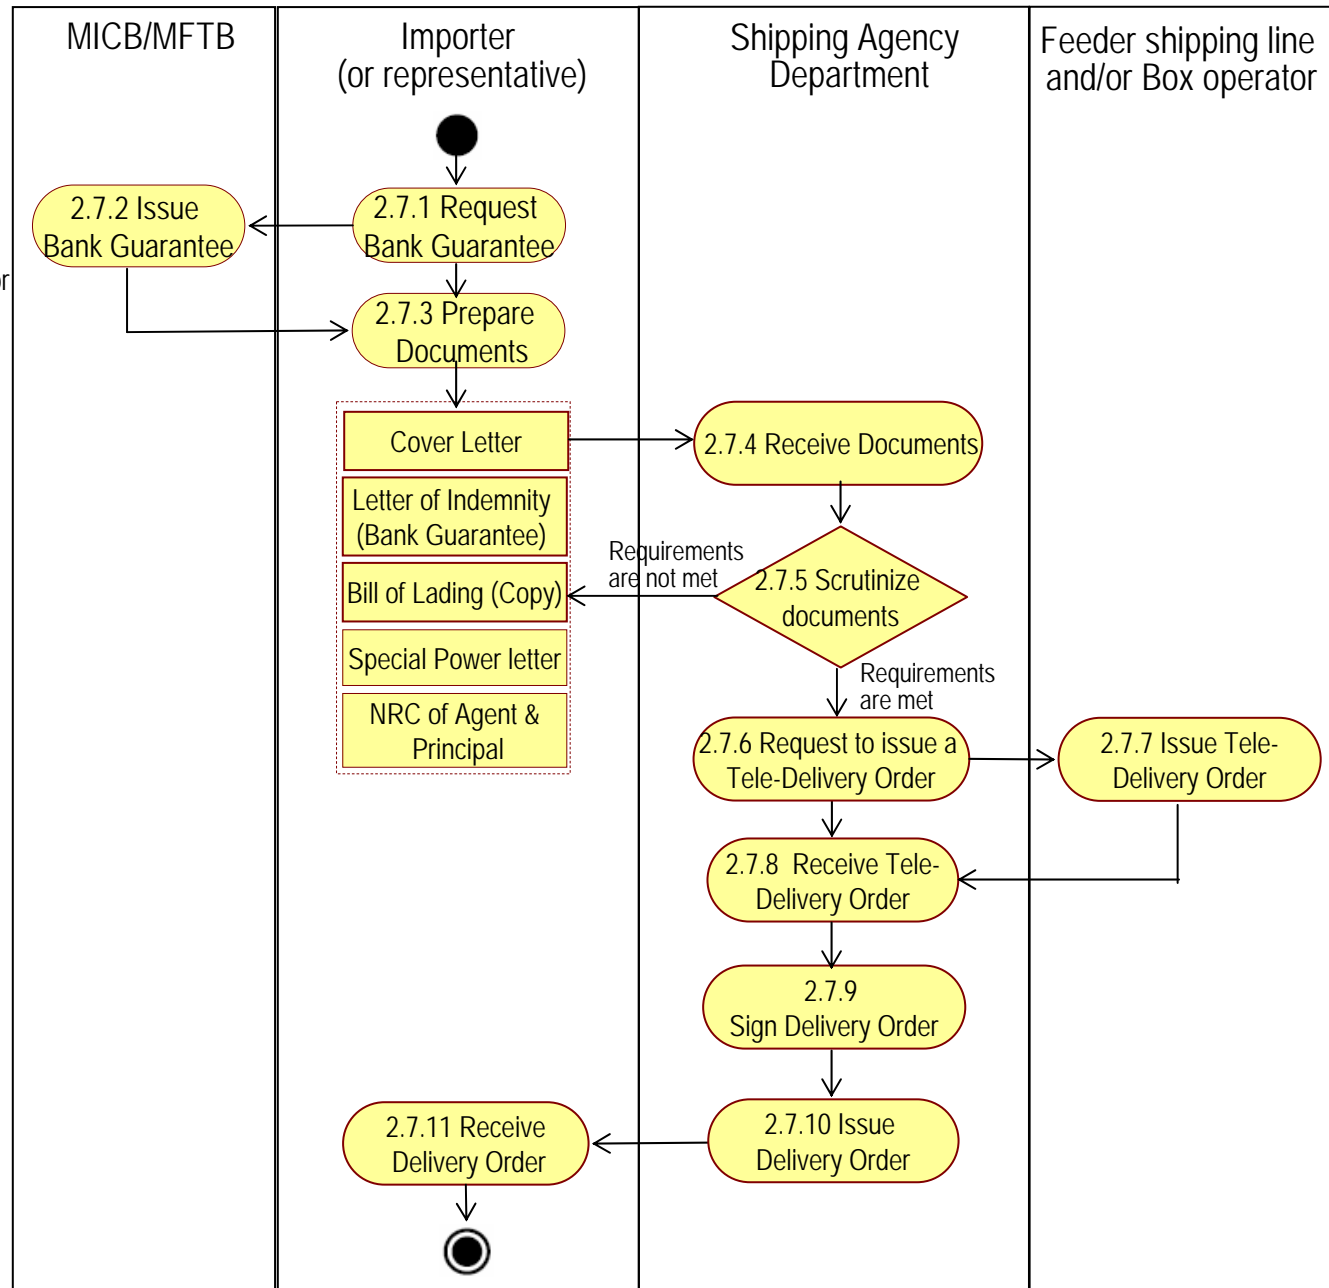 MICB/MFTB
Importer
(or representative)
Shipping Agency
Department
Feeder shipping line
and/or Box operator
2.7.2 Issue
Bank Guarantee
2.7.1 Request
Bank Guarantee
or
2.7.3 Prepare
Documents
Cover Letter
2.7.4 Receive Documents
Letter of Indemnity
(Bank Guarantee)
Requirements
are not met
2.7.5 Scrutinize
documents
Bill of Lading (Copy)
Special Power letter
Requirements
are met
NRC of Agent &
Principal
2.7.6 Request to issue a
Tele-Delivery Order
2.7.7 Issue Tele-
Delivery Order
2.7.8 Receive Tele-
Delivery Order
2.7.9
Sign Delivery Order
2.7.11 Receive
Delivery Order
2.7.10 Issue
Delivery Order